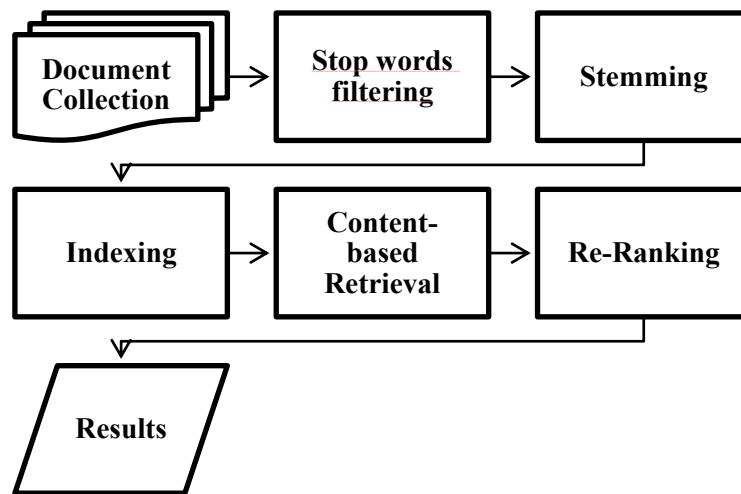 Document
Collection
Stop words
filtering
Stemming
Indexing
Content-
based
Retrieval
Re-Ranking
Results